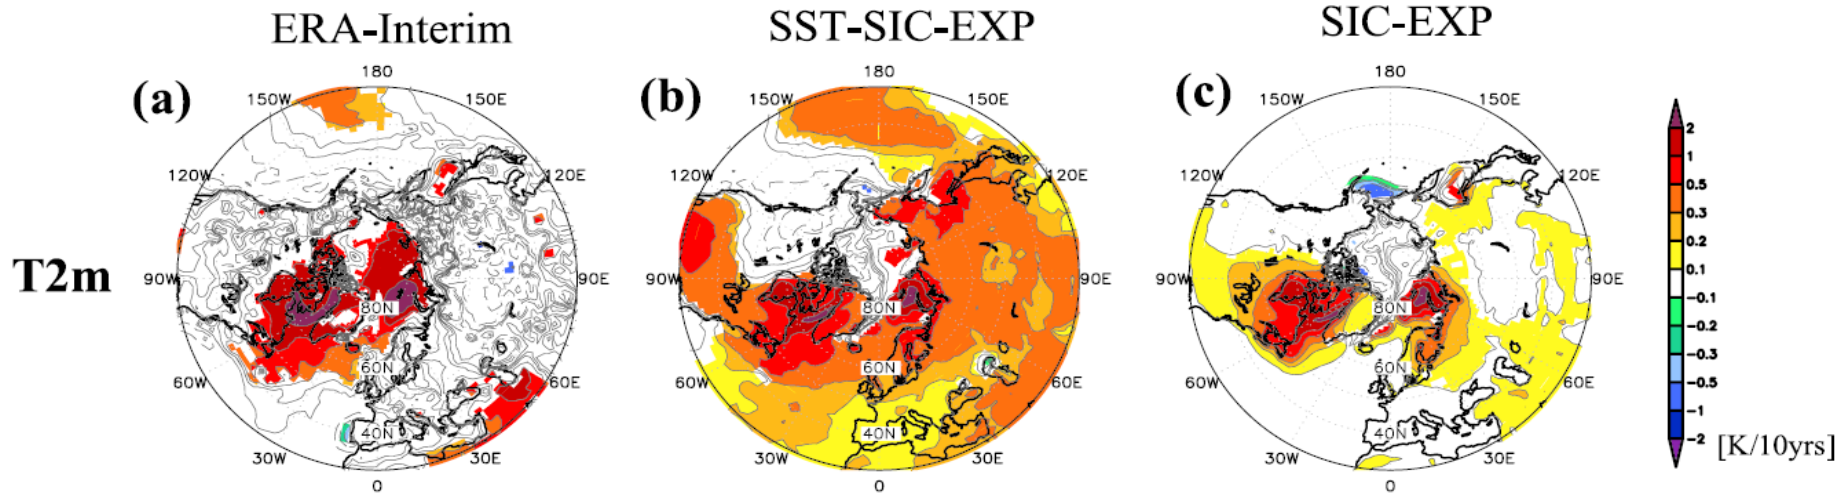 ERA-Interim
SST-SIC-EXP
SIC-EXP
T2m
(a)
180
150W
150E
120W
120E
90W
90E
80N
60N
60W
60E
40N
30W
30E
0
(b)
180
150W
150E
120W
120E
90W
90E
80N
60N
60W
60E
40N
30W
30E
0
(c)
180
150W
150E
120W
120E
90W
90E
80N
60N
60W
60E
40N
30W
30E
0
2
1
0.5
0.3
0.2
0.1
-0.1
-0.2
-0.3
-0.5
-1
-2
[K/10yrs]